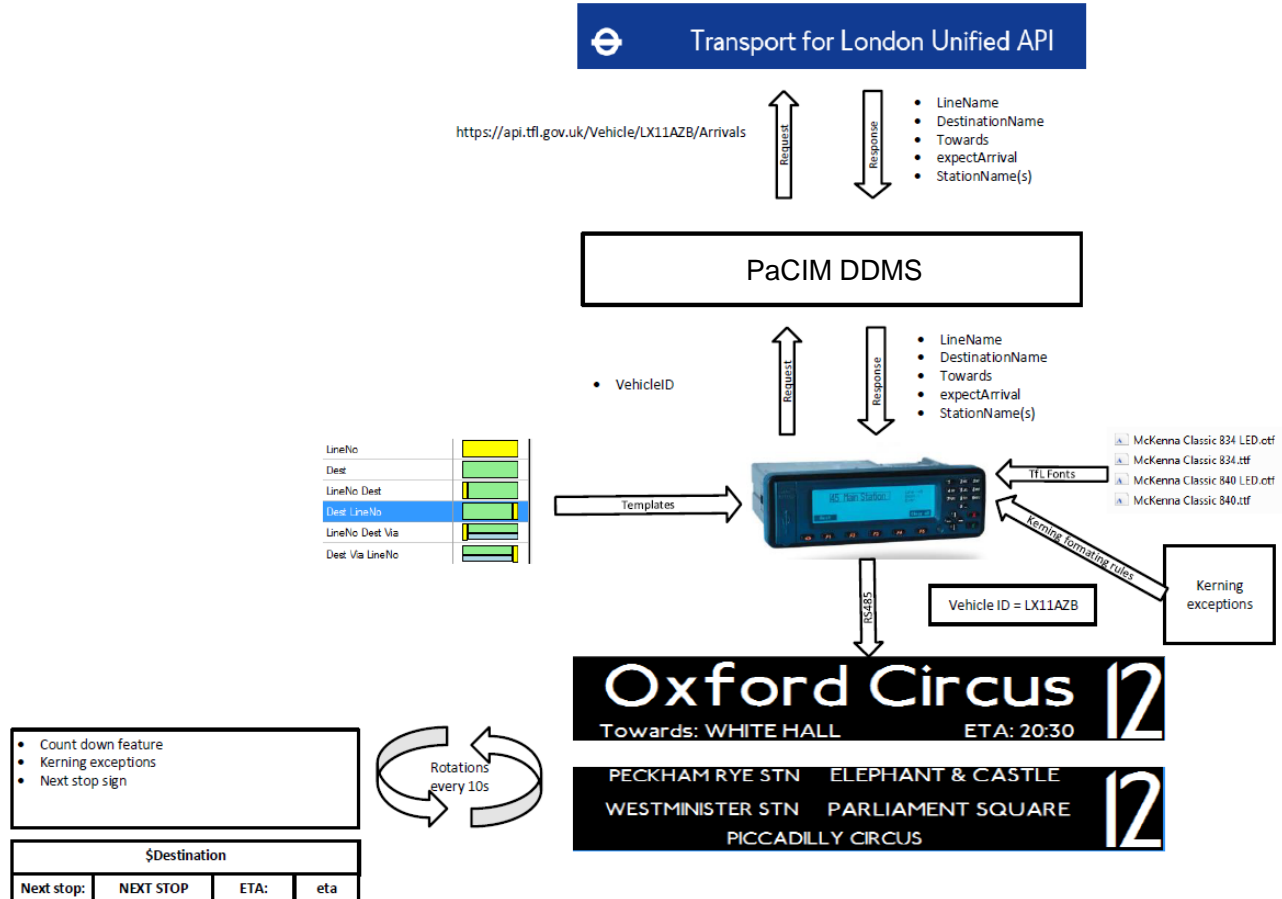 Transport for London Unified API
https://api.tfl.gov.uk/Vehicle/LX11AZB/Arrivals
Request
Response
• LineName
• DestinationName
• Towards
• expectArrival
• StationName(s)
PaCIM DDMS
• VehicleID
Request
Response
• LineName
• DestinationName
• Towards
• expectArrival
• StationName(s)
LineNo
Dest
LineNo Dest
Dest LineNo
LineNo Dest Via
Dest Via LineNo
Templates
45 Main Station
TfL Fonts
McKenna Classic 834 LED.otf
McKenna Classic 834.ttf
McKenna Classic 840 LED.otf
McKenna Classic 840.ttf
Kerning formating rules
Kerning
exceptions
RS485
Vehicle ID = LX11AZB
Oxford Circus 12
Towards: WHITE HALL ETA: 20:30
• Count down feature
• Kerning exceptions
• Next stop sign
Rotations
every 10s
PECKHAM RYE STN ELEPHANT & CASTLE
WESTMINISTER STN PARLIAMENT SQUARE
PICCADILLY CIRCUS
12
$Destination
Next stop: NEXT STOP ETA: eta